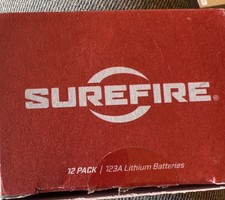 SUREFIRE®
12 PACK | 123A Lithium Batteries